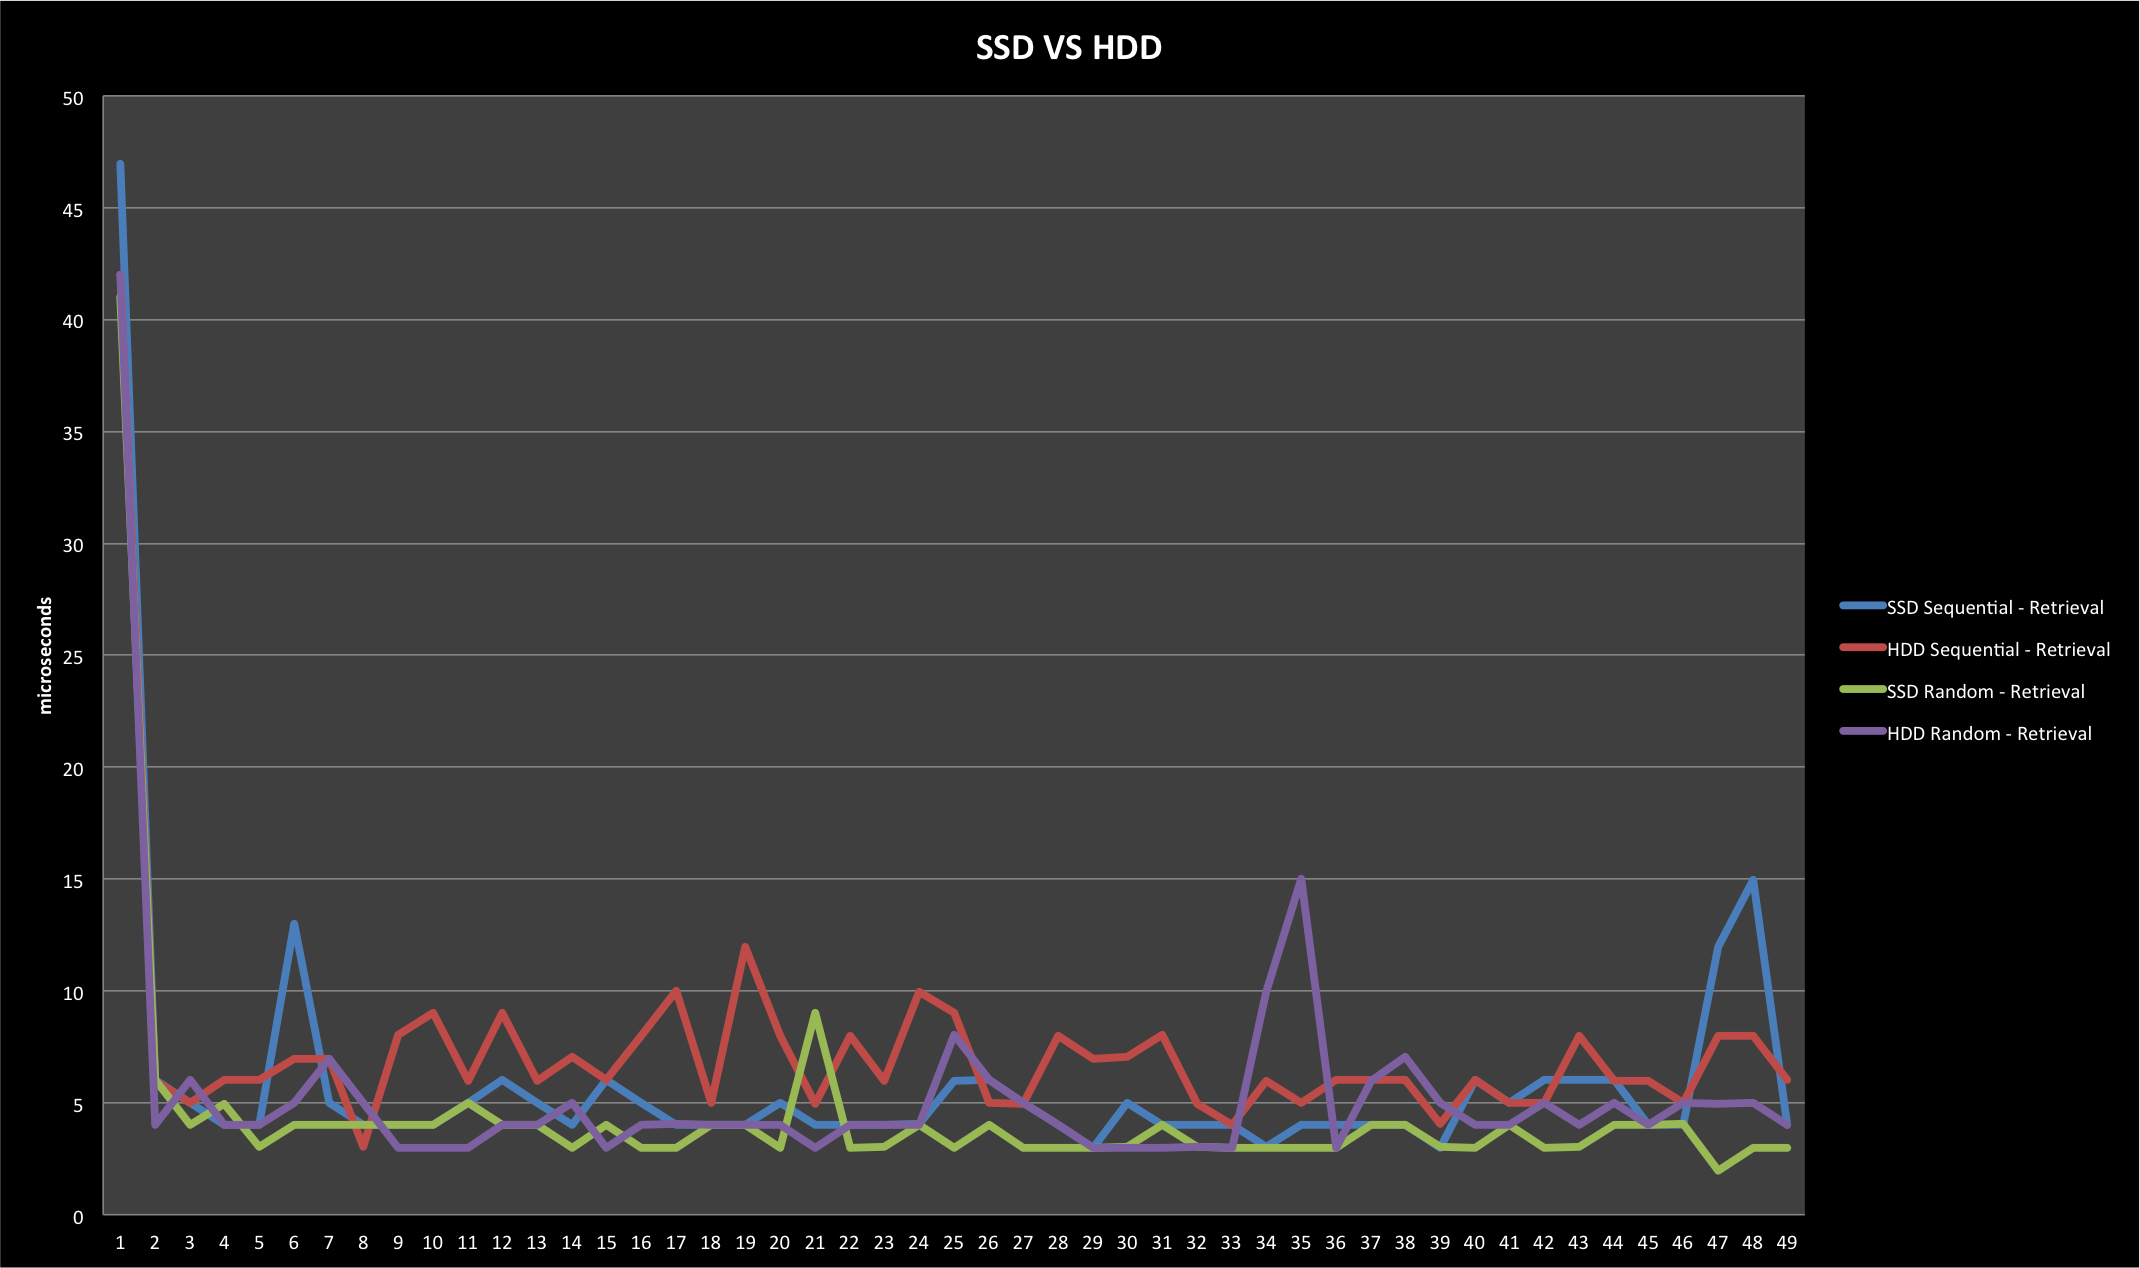 SSD VS HDD
50
45
40
35
30
25
20
15
10
5
0
microseconds
1 2 3 4 5 6 7 8 9 10 11 12 13 14 15 16 17 18 19 20 21 22 23 24 25 26 27 28 29 30 31 32 33 34 35 36 37 38 39 40 41 42 43 44 45 46 47 48 49
SSD Sequential - Retrieval
HDD Sequential - Retrieval
SSD Random - Retrieval
HDD Random - Retrieval